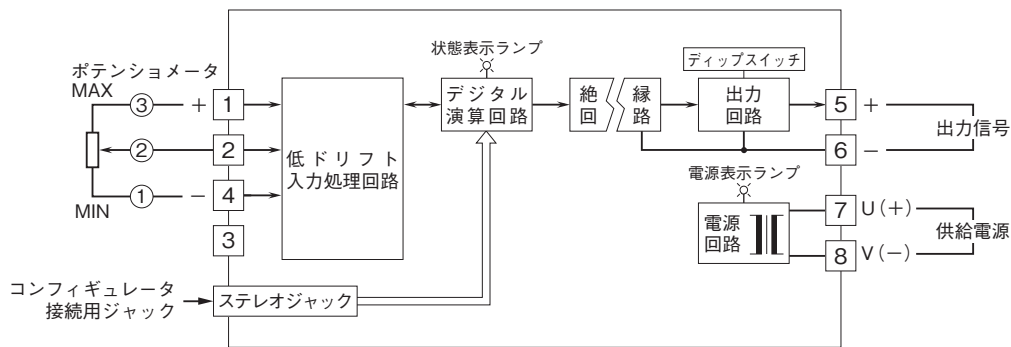 状態表示ランプ
ディップスイッチ
ポテンショメータ
MAX
③
+
1
②
2
①
−
4
MIN
3
低ドリフト
入力処理回路
デジタル
演算回路
絶縁
回路
出力
回路
5
+
6
−
出力信号
電源表示ランプ
電源
回路
7
U(+)
8
V(−)
供給電源
コンフィギュレータ
接続用ジャック
ステレオジャック